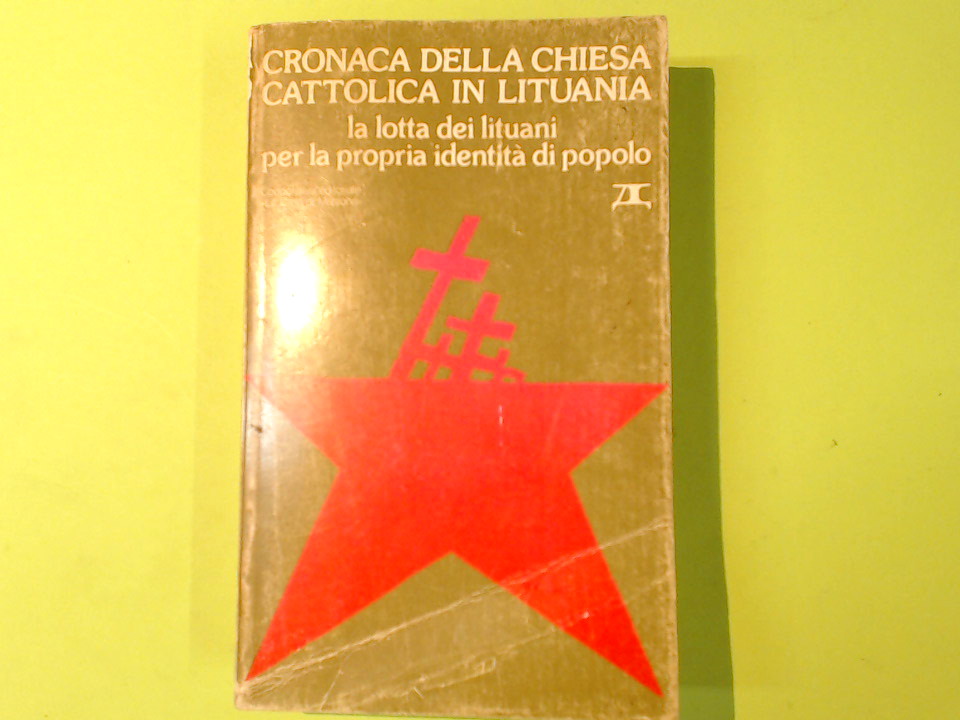 CRONACA DELLA CHIESA
CATTOLICA IN LITUANIA
la lotta dei lituani
per la propria identità di popolo